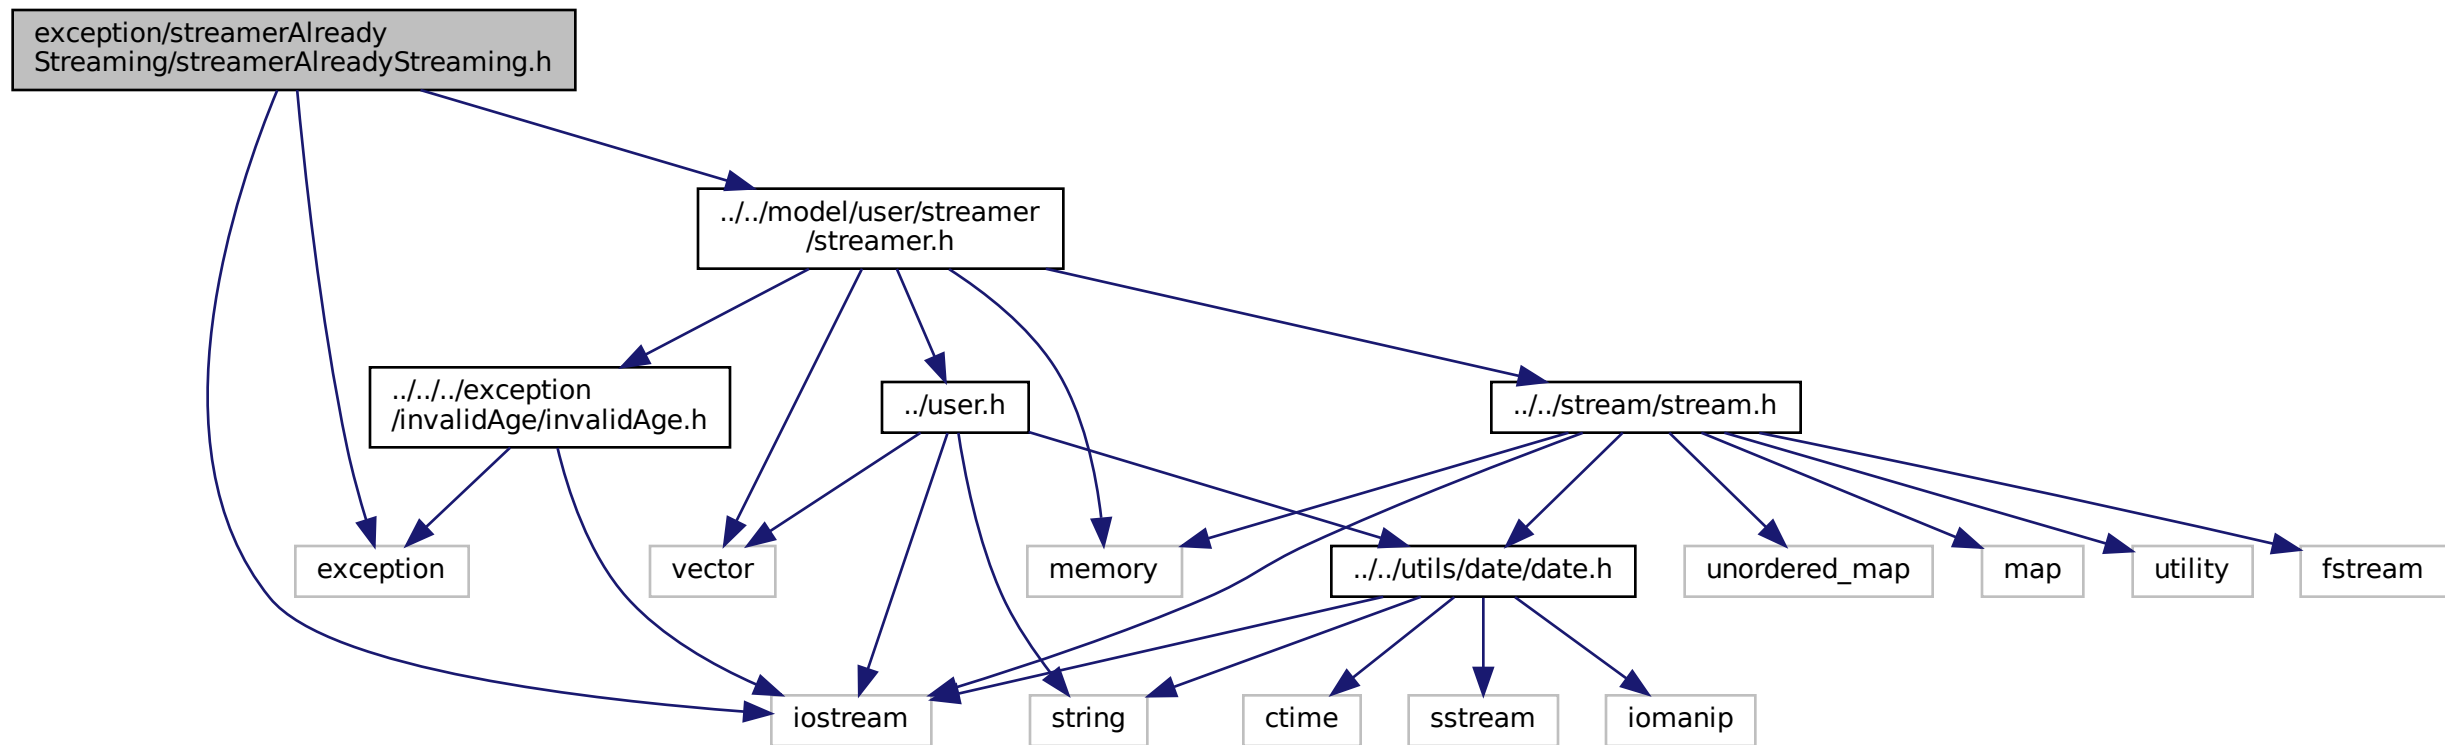 exception/streamerAlready
Streaming/streamerAlreadyStreaming.h
../../model/user/streamer
/streamer.h
../../../exception
/invalidAge/invalidAge.h
../user.h
../../stream/stream.h
exception
vector
memory
../../utils/date/date.h
unordered_map
map
utility
fstream
iostream
string
ctime
sstream
iomanip